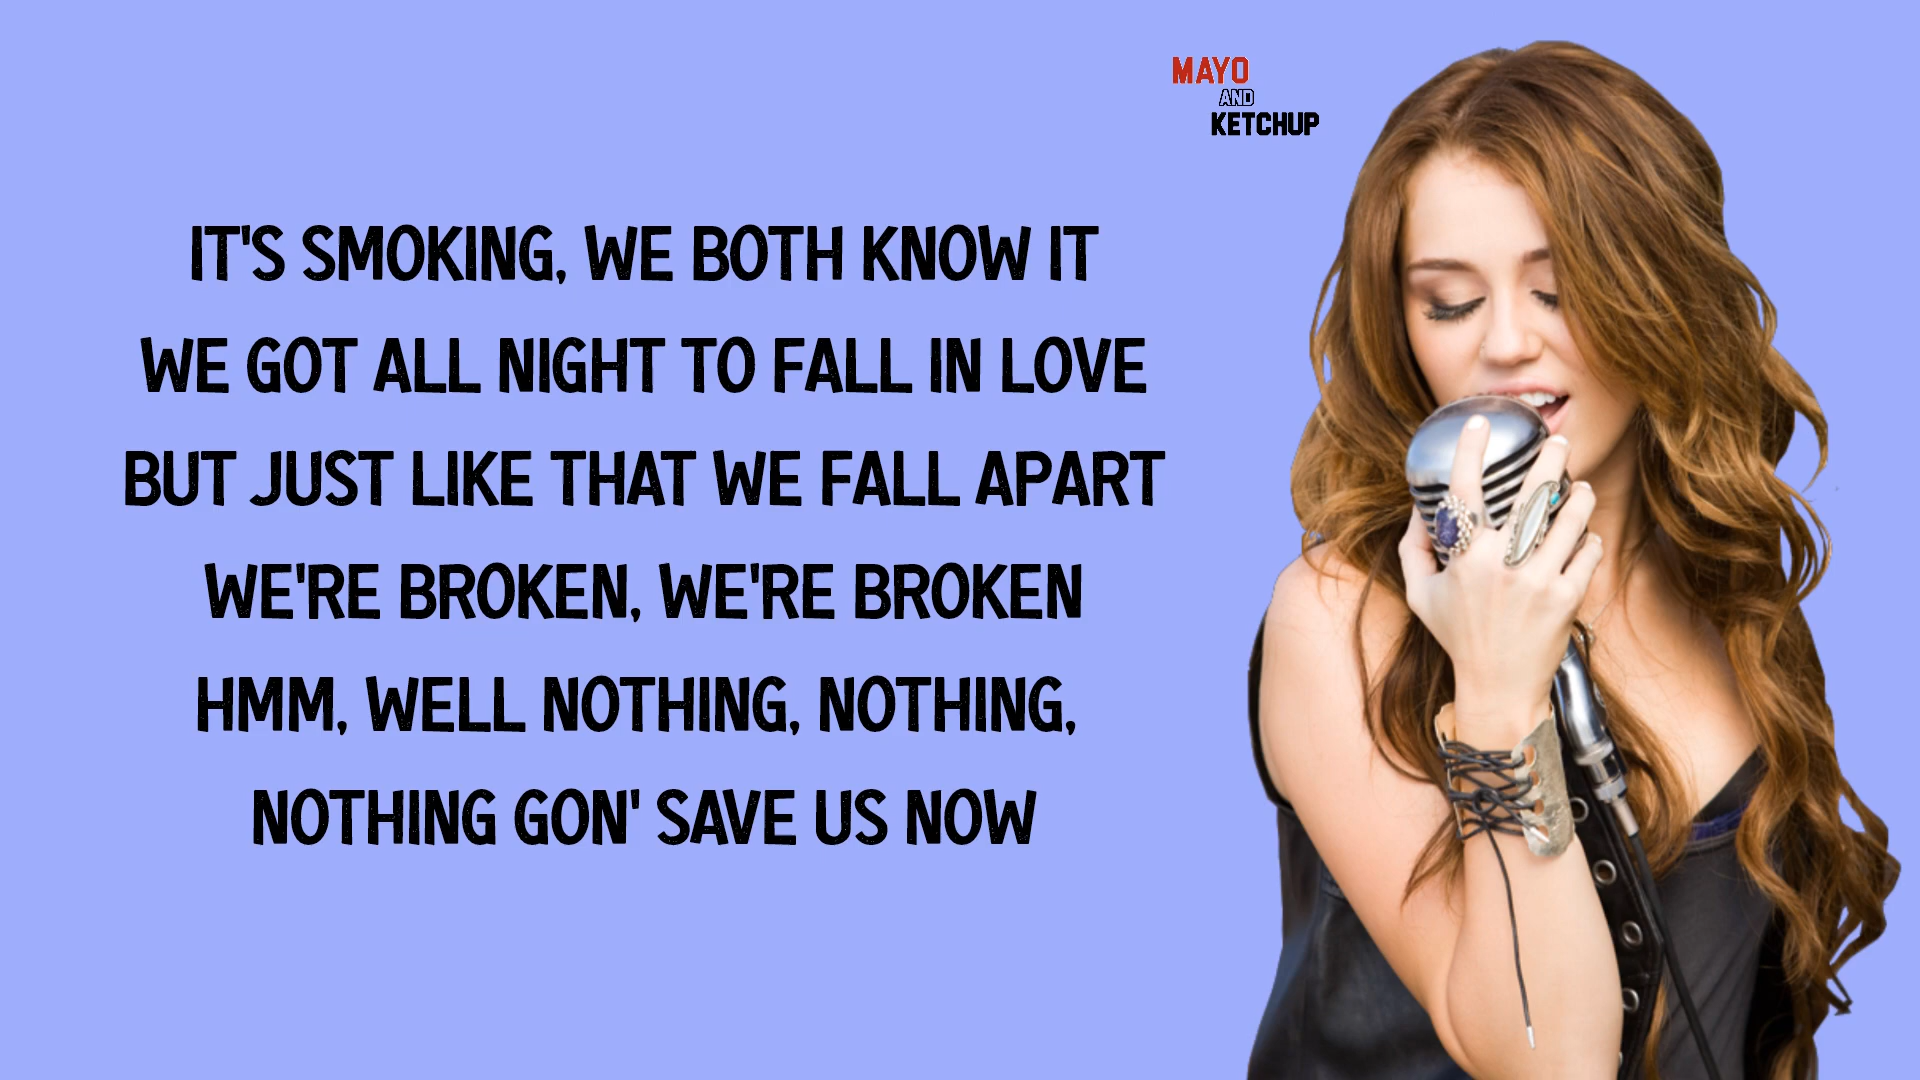 MAYO
AND
KETCHUP
IT'S SMOKING, WE BOTH KNOW IT
WE GOT ALL NIGHT TO FALL IN LOVE
BUT JUST LIKE THAT WE FALL APART
WE'RE BROKEN, WE'RE BROKEN
HMM, WELL NOTHING, NOTHING,
NOTHING GON' SAVE US NOW